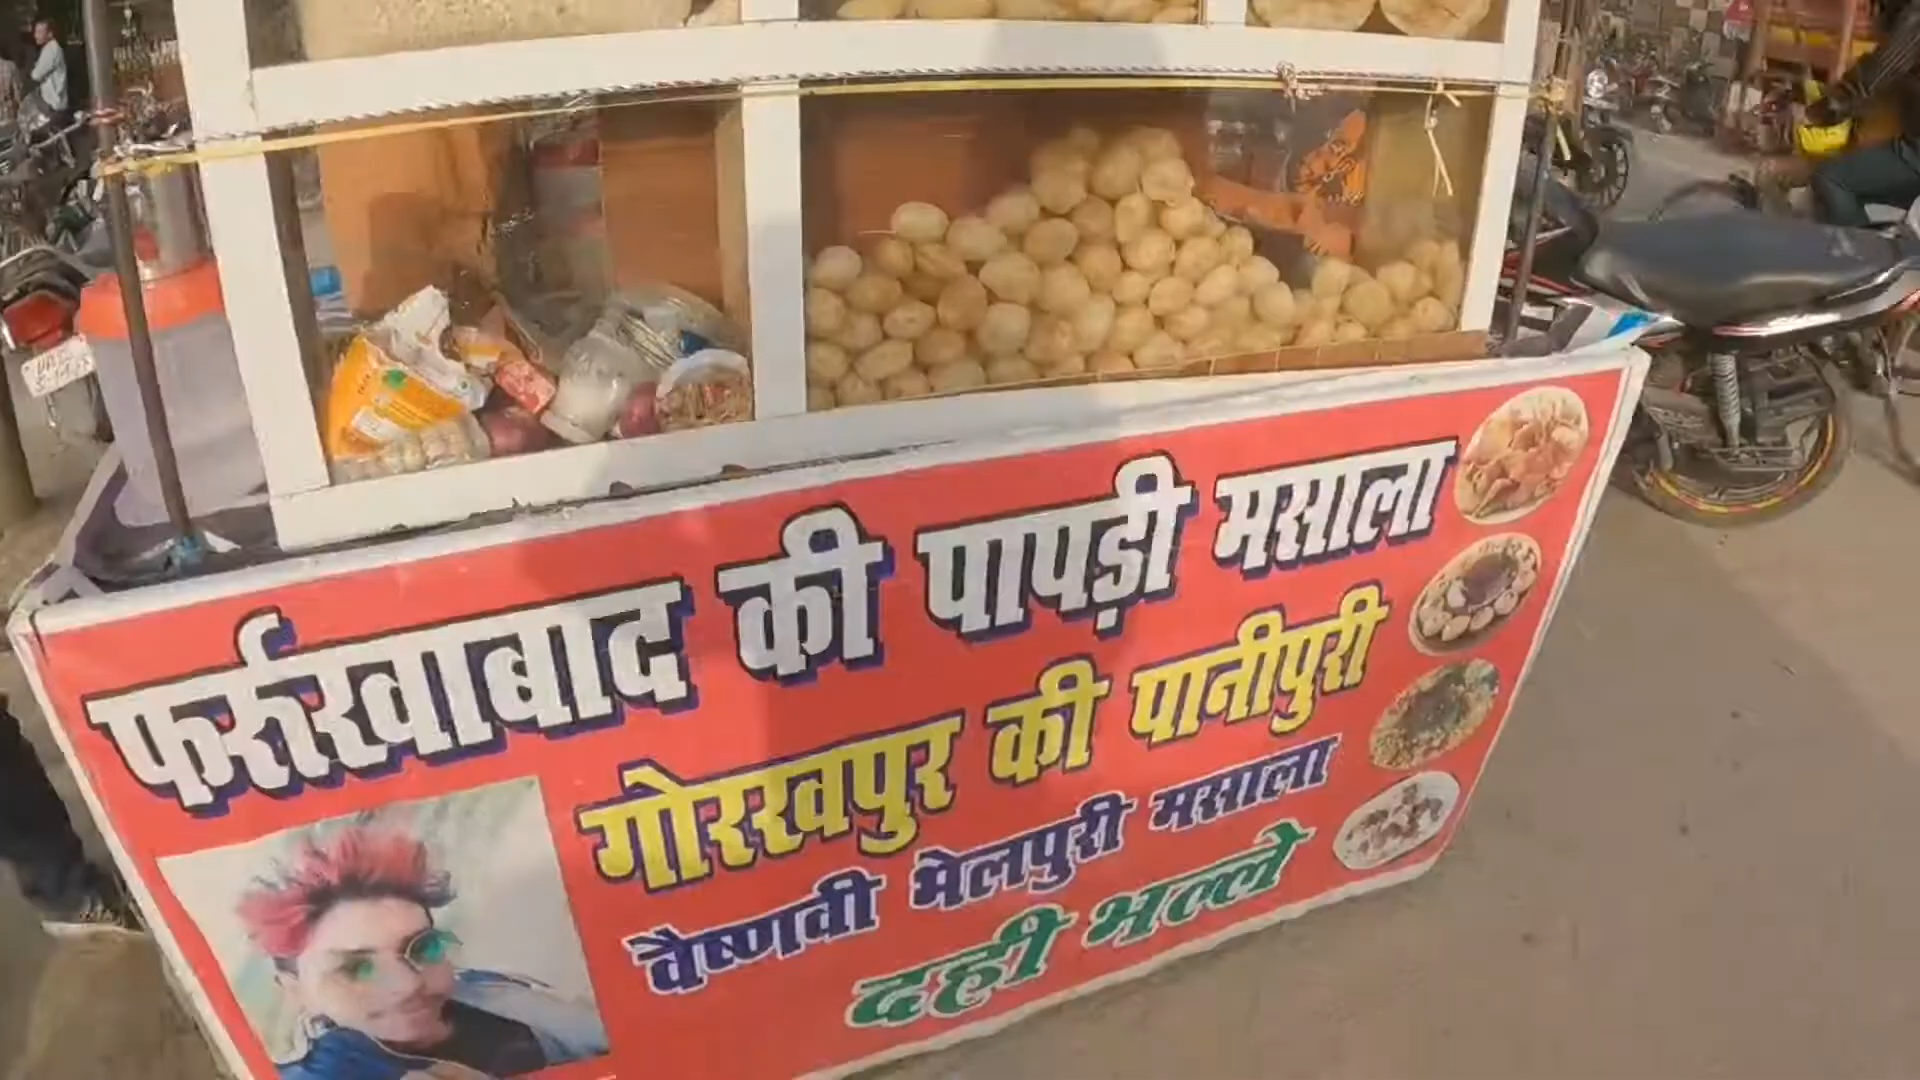 फर्रुखाबाद की पापड़ी मसाला
गोरखपुर की पानीपुरी
वैष्णवी भेलपुरी मसाला
दही भल्ले